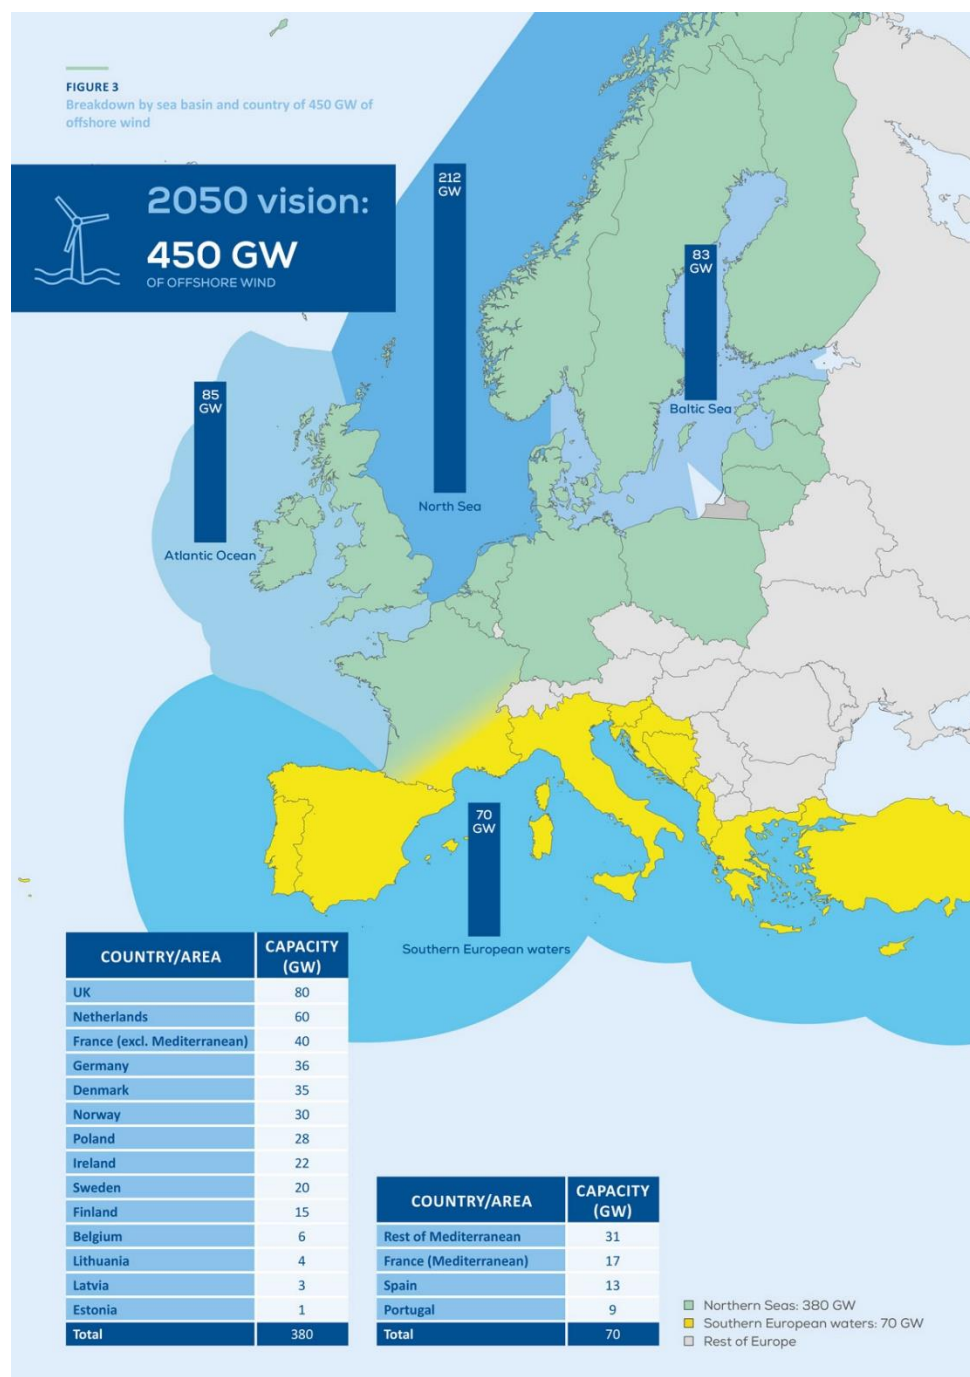 FIGURE 3
Breakdown by sea basin and country of 450 GW of
offshore wind
2050 vision:
450 GW
OF OFFSHORE WIND
212
GW
North Sea
83
GW
Baltic Sea
85
GW
Atlantic Ocean
70
GW
Southern European waters
COUNTRY/AREA CAPACITY (GW)
UK 80
Netherlands 60
France (excl. Mediterranean) 40
Germany 36
Denmark 35
Norway 30
Poland 28
Ireland 22
Sweden 20
Finland 15
Belgium 6
Lithuania 4
Latvia 3
Estonia 1
Total 380
COUNTRY/AREA CAPACITY (GW)
Rest of Mediterranean 31
France (Mediterranean) 17
Spain 13
Portugal 9
Total 70
Northern Seas: 380 GW
Southern European waters: 70 GW
Rest of Europe